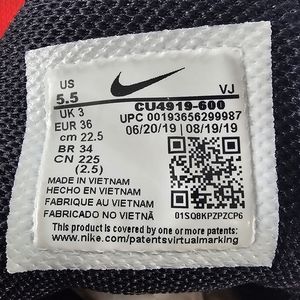 US
5.5
UK 3
EUR 36
cm 22.5
BR 34
CN 225
(2.5)
VJ
CU4919-600
UPC 00193656299987
06/20/19 08/19/19
01SQ8KPZPZCP6
MADE IN VIETNAM
HECHO EN VIETNAM
FABRIQUE AU VIETNAM
FABRICADO NO VIETNÃ
This product is covered by one or more patents.
www.nike.com/patentsvirtualmarking